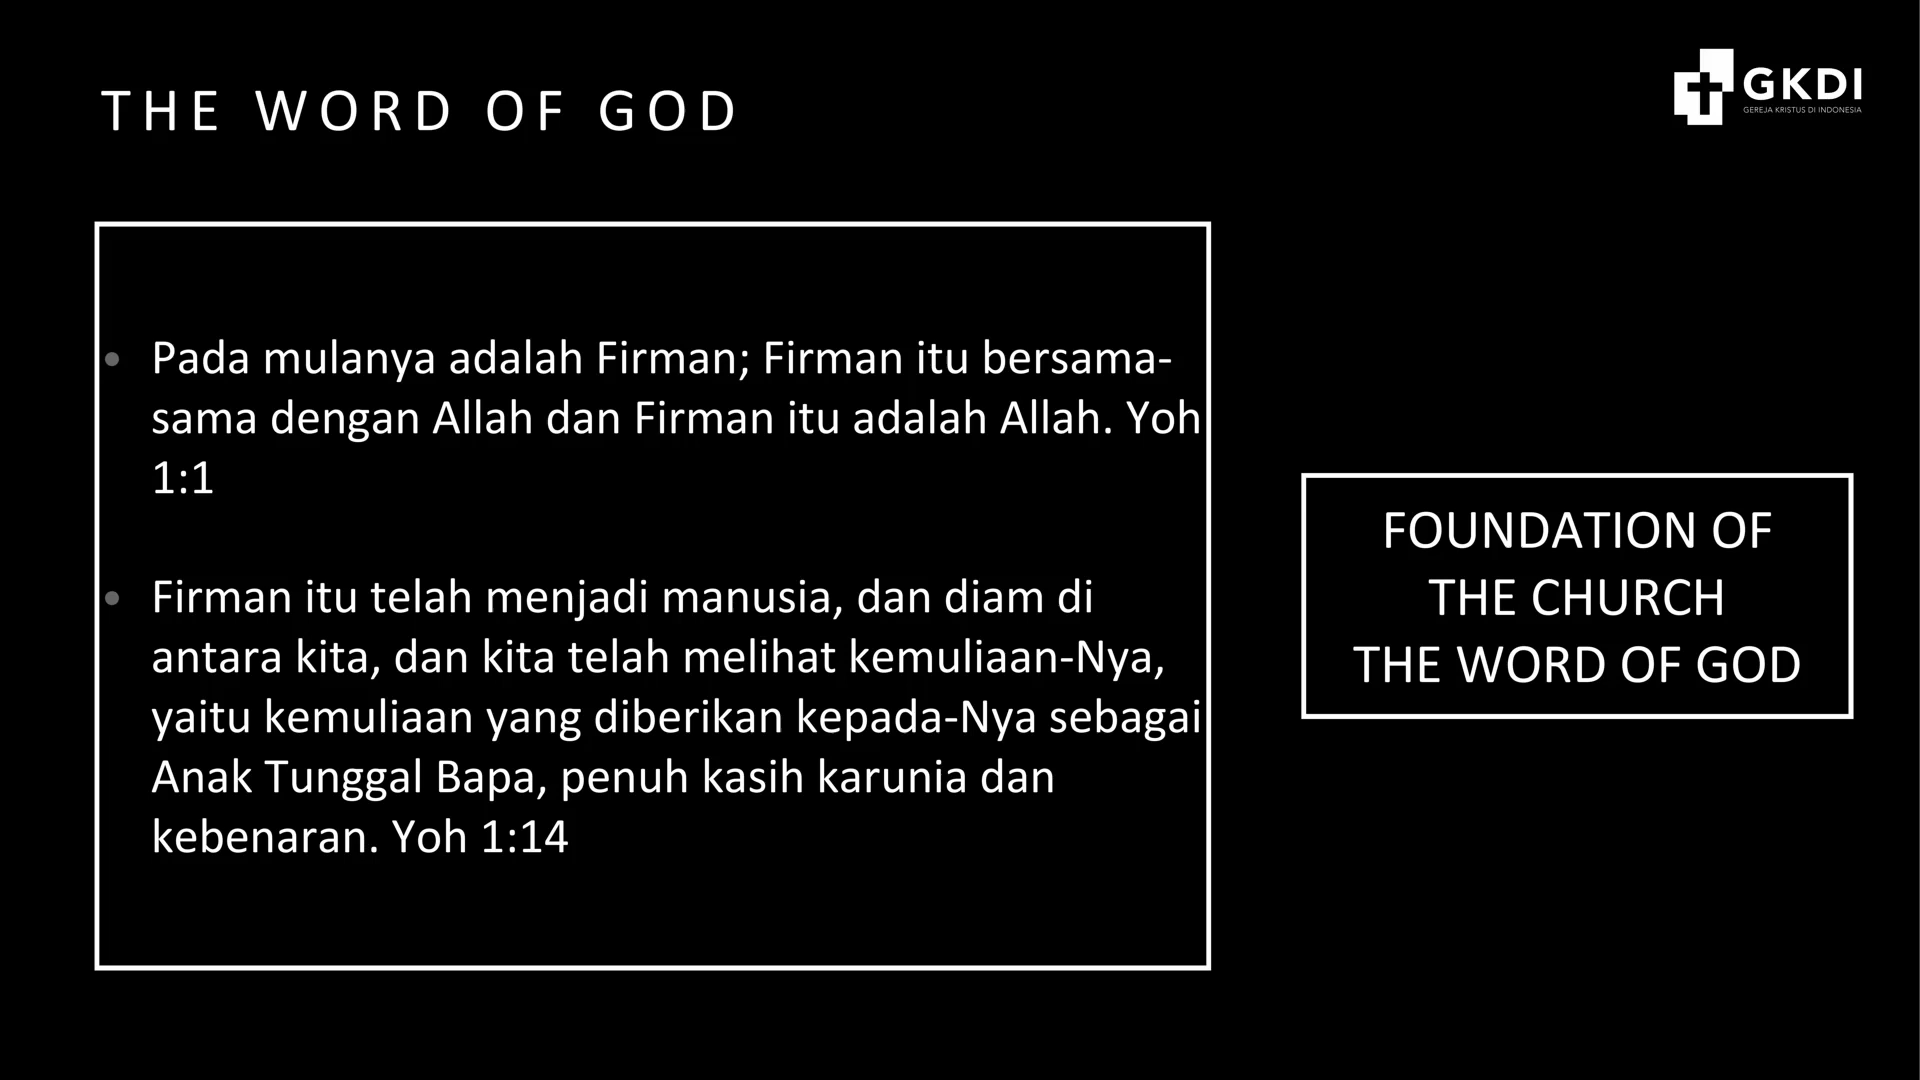 THE WORD OF GOD
GKDI
GEREJA KRISTUS DI INDONESIA
• Pada mulanya adalah Firman; Firman itu bersama-
sama dengan Allah dan Firman itu adalah Allah. Yoh
1:1
• Firman itu telah menjadi manusia, dan diam di
antara kita, dan kita telah melihat kemuliaan-Nya,
yaitu kemuliaan yang diberikan kepada-Nya sebagai
Anak Tunggal Bapa, penuh kasih karunia dan
kebenaran. Yoh 1:14
FOUNDATION OF
THE CHURCH
THE WORD OF GOD